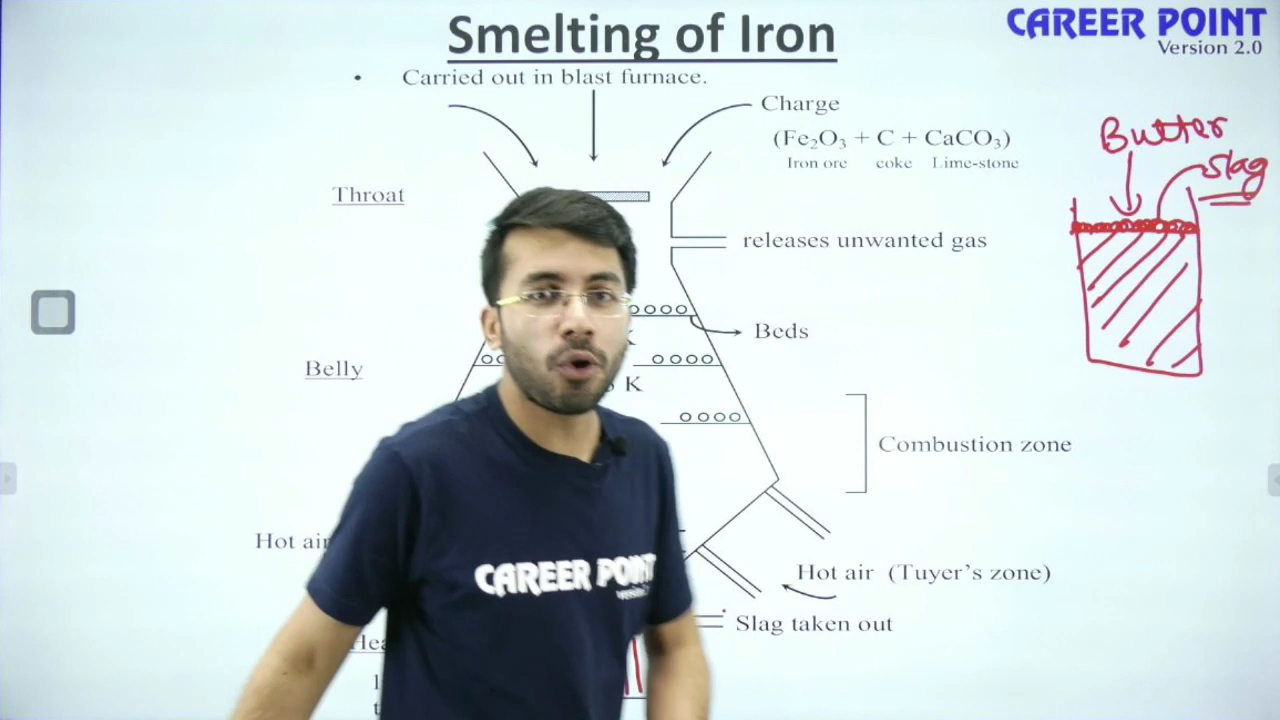 Smelting of Iron
CAREER POINT
Version 2.0
• Carried out in blast furnace.
Charge
(Fe₂O₃ + C + CaCO₃)
Iron ore coke Lime-stone
Butter
Slag
Throat
releases unwanted gas
Beds
Belly
K
K
Combustion zone
Hot air
Hot air (Tuyer's zone)
CAREER POINT
Slag taken out